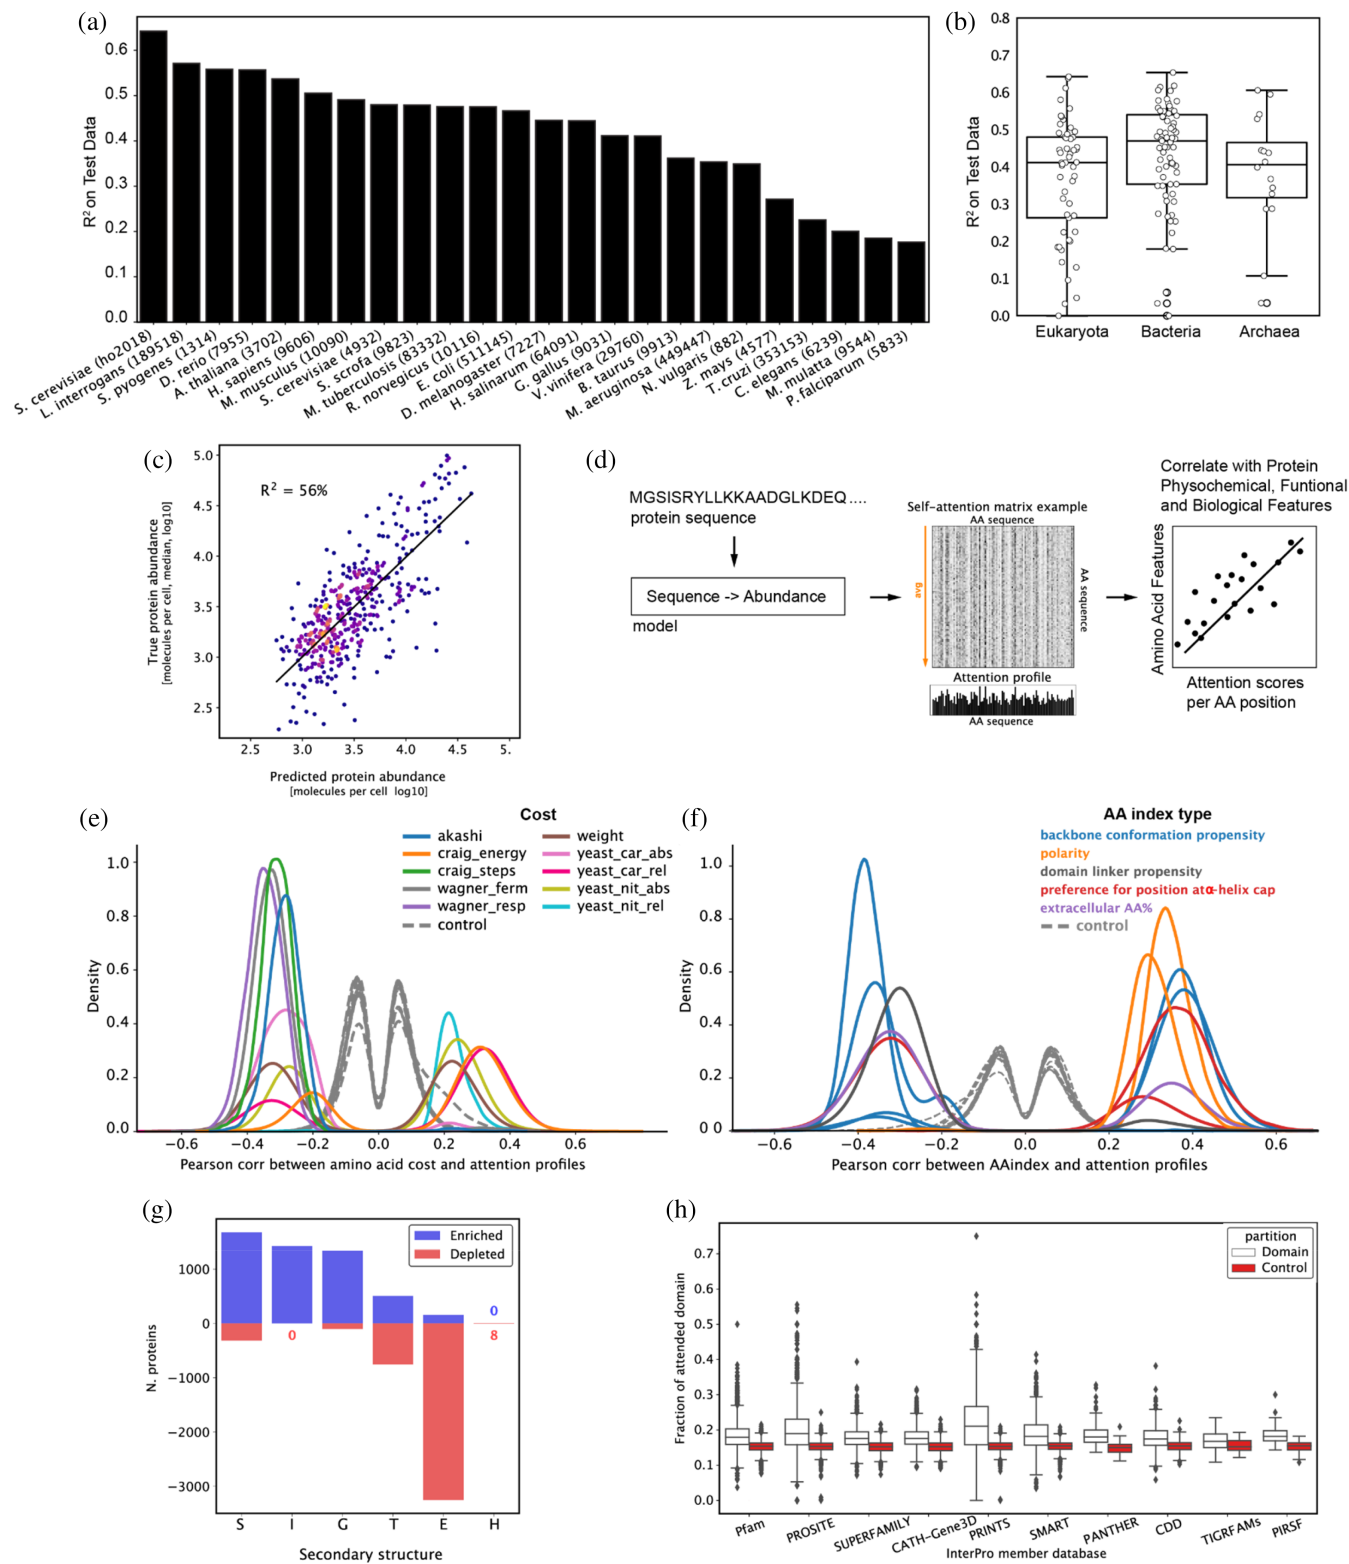 (a)
R² on Test Data
0.6
0.5
0.4
0.3
0.2
0.1
0.0
S. cerevisiae (ho2018)
L. interrogans (189518)
S. pyogenes (1314)
D. rerio (7955)
A. thaliana (3702)
H. sapiens (9606)
M. musculus (10090)
S. cerevisiae (4932)
S. scrofa (9823)
M. tuberculosis (83332)
R. norvegicus (10116)
E. coli (511145)
D. melanogaster (7227)
H. salinarum (64091)
G. gallus (9031)
V. vinifera (29760)
B. taurus (9913)
M. aeruginosa (449447)
N. vulgaris (882)
Z. mays (4577)
T. cruzi (353153)
C. elegans (6239)
M. mulatta (9544)
P. falciparum (5833)
(b)
R² on Test Data
0.8
0.7
0.6
0.5
0.4
0.3
0.2
0.1
0.0
Eukaryota
Bacteria
Archaea
(c)
R² = 56%
True protein abundance
[molecules per cell, median, log10]
5.0
4.5
4.0
3.5
3.0
2.5
2.5
3.0
3.5
4.0
4.5
5.
Predicted protein abundance
[molecules per cell log10]
(d)
MGSISRYLLKKAADGLKDEQ....
protein sequence
Sequence -> Abundance
model
Self-attention matrix example
AA sequence
avg
AA sequence
Attention profile
AA sequence
Correlate with Protein
Physochemical, Funtional
and Biological Features
Amino Acid Features
Attention scores
per AA position
(e)
Cost
akashi
craig_energy
craig_steps
wagner_ferm
wagner_resp
control
weight
yeast_car_abs
yeast_car_rel
yeast_nit_abs
yeast_nit_rel
Density
1.0
0.8
0.6
0.4
0.2
0.0
−0.6
−0.4
−0.2
0.0
0.2
0.4
0.6
Pearson corr between amino acid cost and attention profiles
(f)
AA index type
backbone conformation propensity
polarity
domain linker propensity
preference for position atα-helix cap
extracellular AA%
control
Density
1.0
0.8
0.6
0.4
0.2
0.0
−0.6
−0.4
−0.2
0.0
0.2
0.4
0.6
Pearson corr between AAindex and attention profiles
(g)
Enriched
Depleted
N. proteins
1000
0
−1000
−2000
−3000
0
0
8
S
I
G
T
E
H
Secondary structure
(h)
partition
Domain
Control
Fraction of attended domain
0.7
0.6
0.5
0.4
0.3
0.2
0.1
0.0
Pfam
PROSITE
SUPERFAMILY
CATH-Gene3D
PRINTS
SMART
PANTHER
CDD
TIGRFAMs
PIRSF
InterPro member database